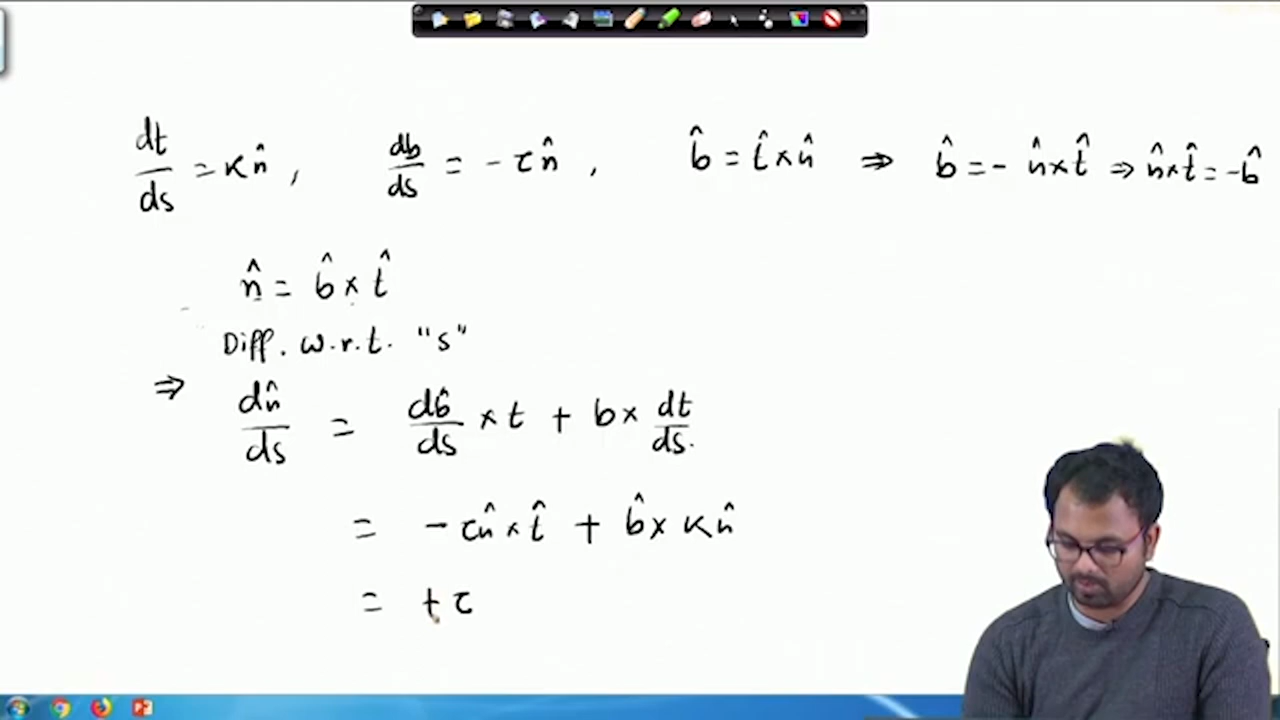 dt/ds = κn̂ , db/ds = - τn̂ , b̂ = t̂ × n̂ ⇒ b̂ = - n̂ × t̂ ⇒ n̂ × t̂ = -b̂
n̂ = b̂ × t̂
Diff. w.r.t. "s"
⇒ dn̂/ds = db̂/ds × t + b × dt/ds.
= - τn̂ × t̂ + b̂ × κn̂
= + τ